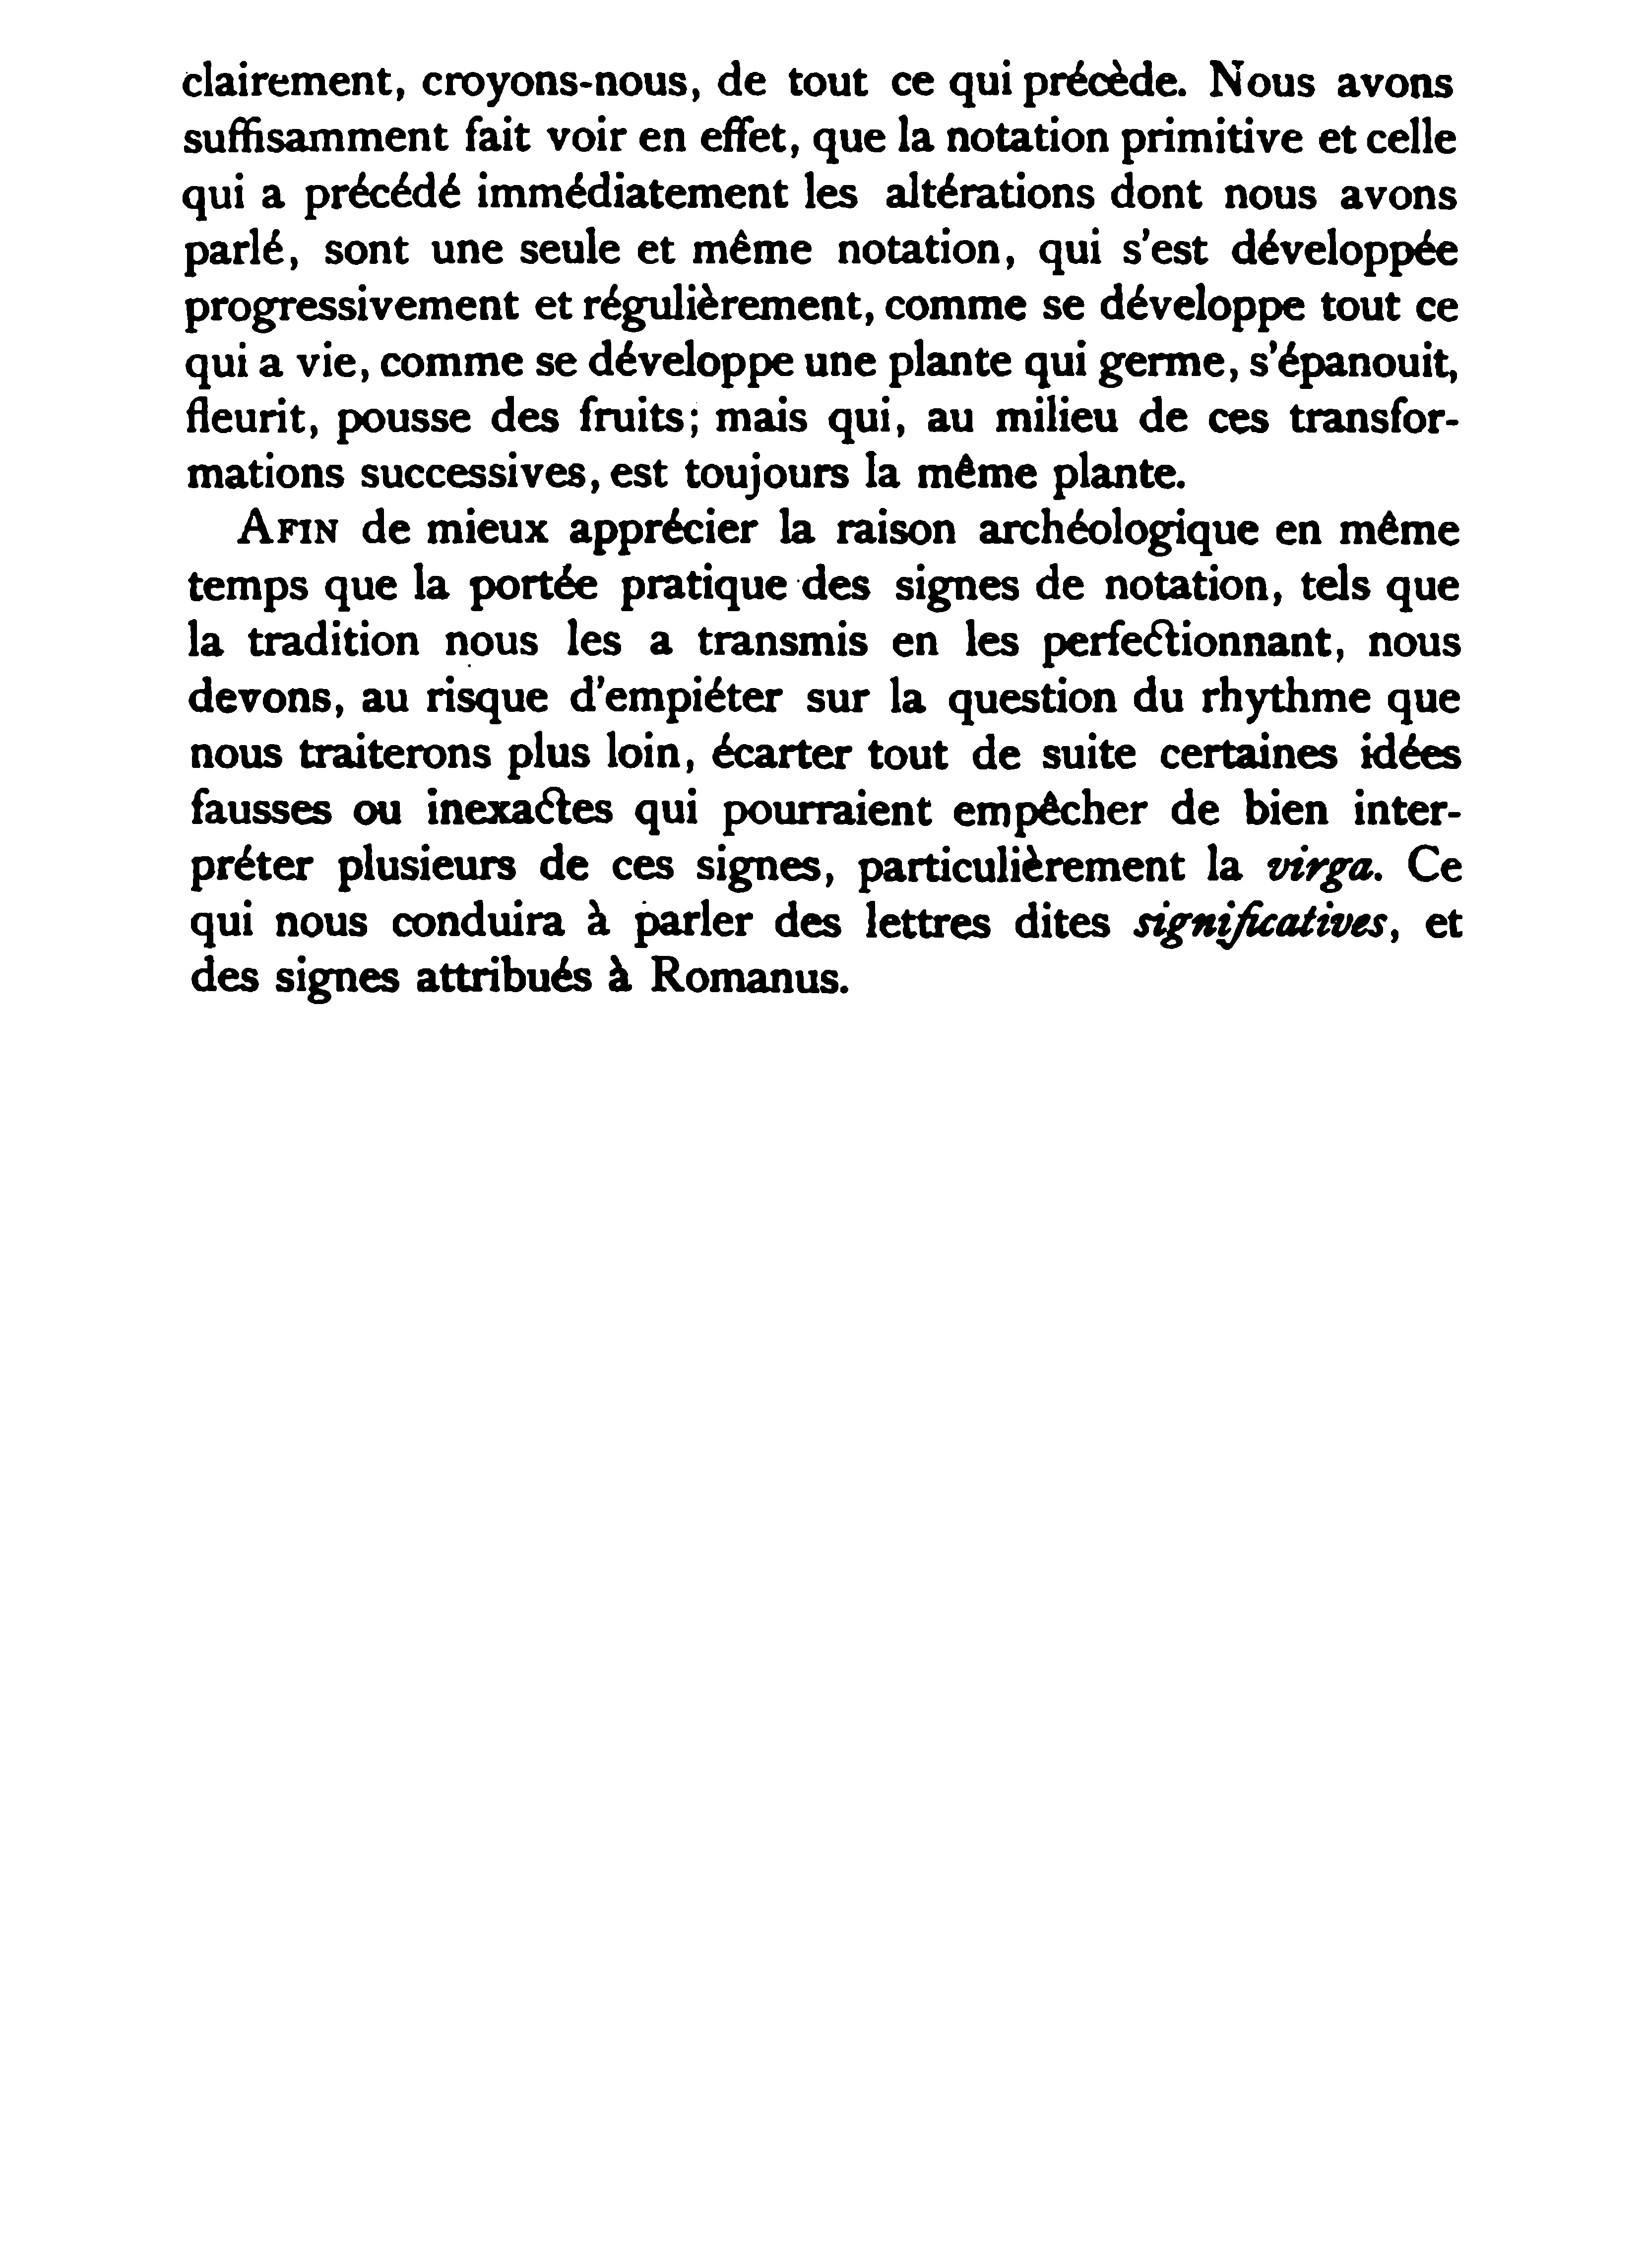 clairement, croyons-nous, de tout ce qui précède. Nous avons
suffisamment fait voir en effet, que la notation primitive et celle
qui a précédé immédiatement les altérations dont nous avons
parlé, sont une seule et même notation, qui s'est développée
progressivement et régulièrement, comme se développe tout ce
qui a vie, comme se développe une plante qui germe, s'épanouit,
fleurit, pousse des fruits; mais qui, au milieu de ces transfor-
mations successives, est toujours la même plante.
AFIN de mieux apprécier la raison archéologique en même
temps que la portée pratique des signes de notation, tels que
la tradition nous les a transmis en les perfectionnant, nous
devons, au risque d'empiéter sur la question du rhythme que
nous traiterons plus loin, écarter tout de suite certaines idées
fausses ou inexactes qui pourraient empêcher de bien inter-
préter plusieurs de ces signes, particulièrement la virga. Ce
qui nous conduira à parler des lettres dites significatives, et
des signes attribués à Romanus.